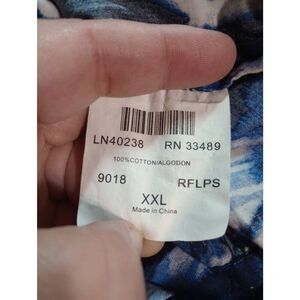 LN40238 RN 33489
100%COTTON/ALGODON
9018 RFLPS
XXL
Made in China